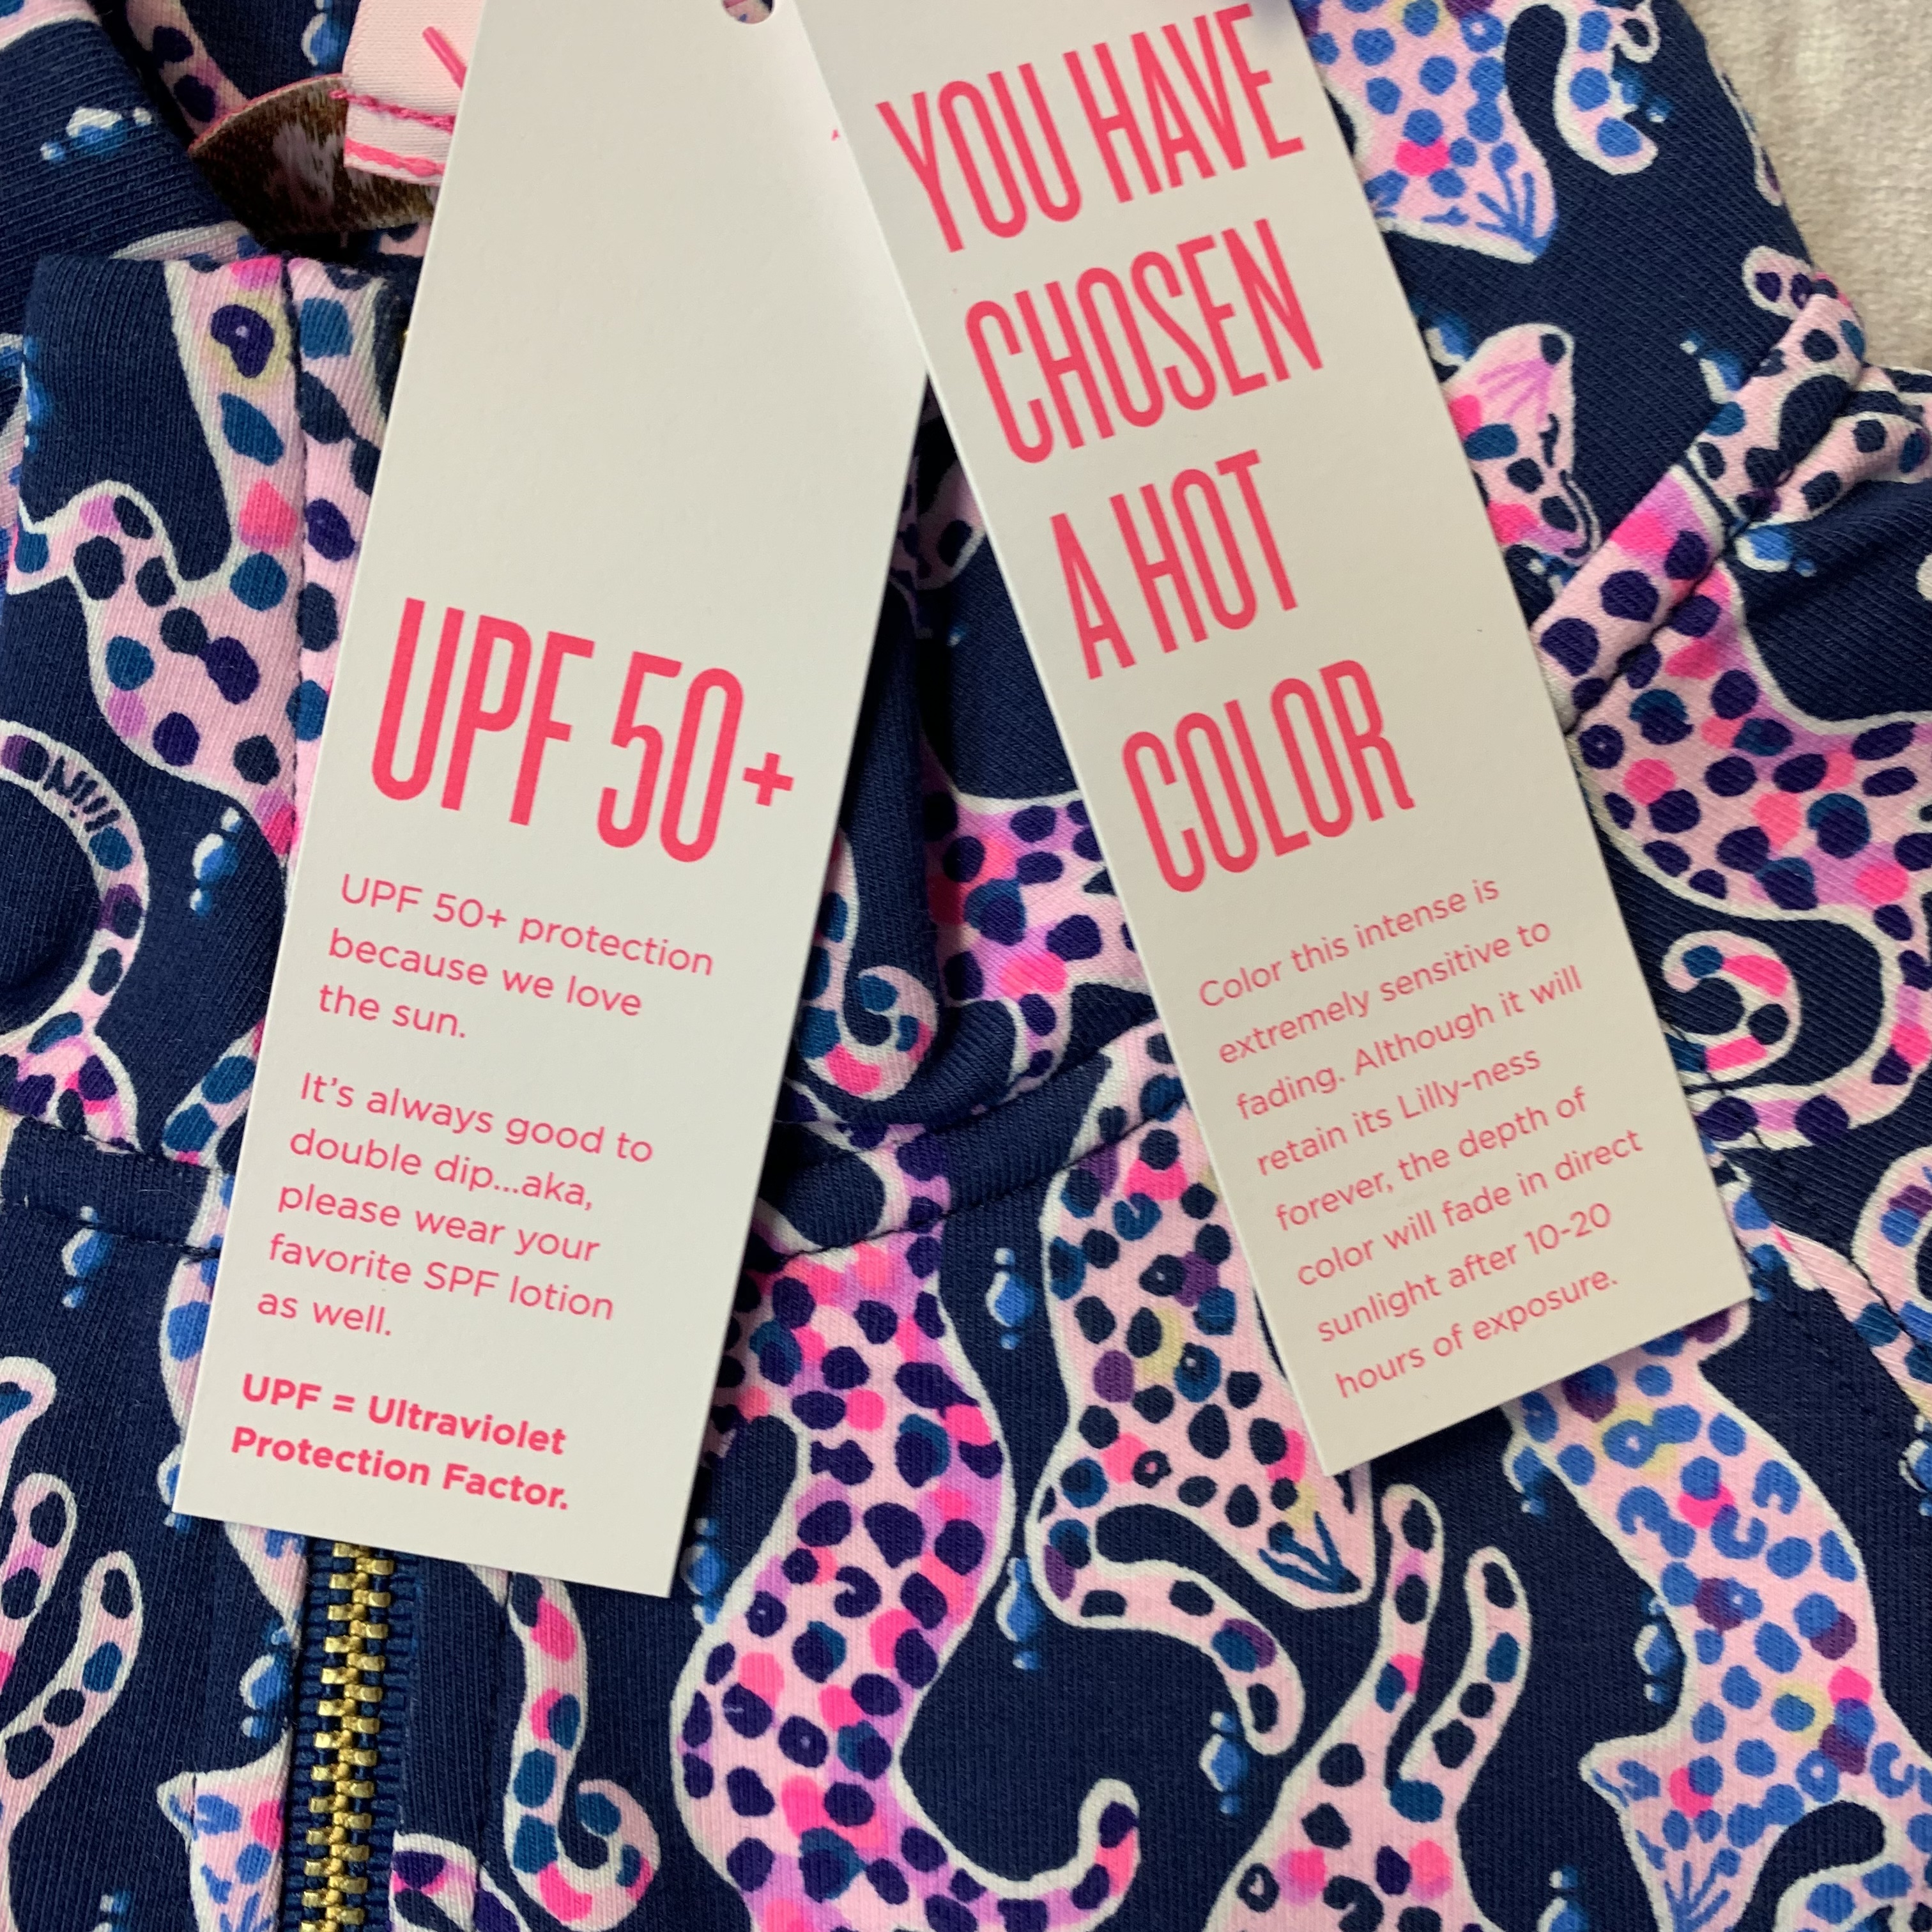 UPF 50+
UPF 50+ protection
because we love
the sun.
It's always good to
double dip...aka,
please wear your
favorite SPF lotion
as well.
UPF = Ultraviolet
Protection Factor.
YOU HAVE
CHOSEN
A HOT
COLOR
Color this intense is
extremely sensitive to
fading. Although it will
retain its Lilly-ness
forever, the depth of
color will fade in direct
sunlight after 10-20
hours of exposure.